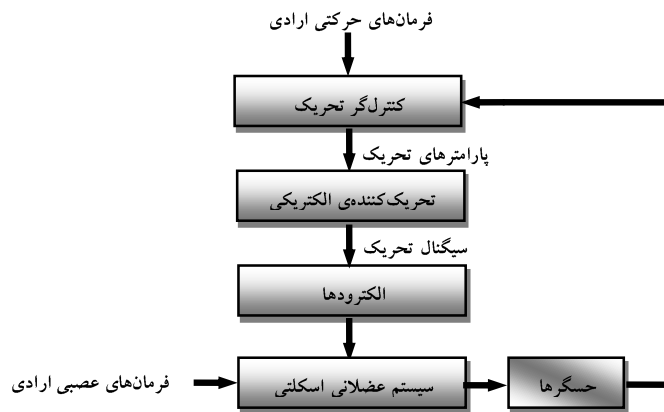 فرمان‌های حرکتی ارادی
کنترل‌گر تحریک
پارامترهای تحریک
تحریک‌کننده‌ی الکتریکی
سیگنال تحریک
الکترودها
فرمان‌های عصبی ارادی
سیستم عضلانی اسکلتی
حسگرها